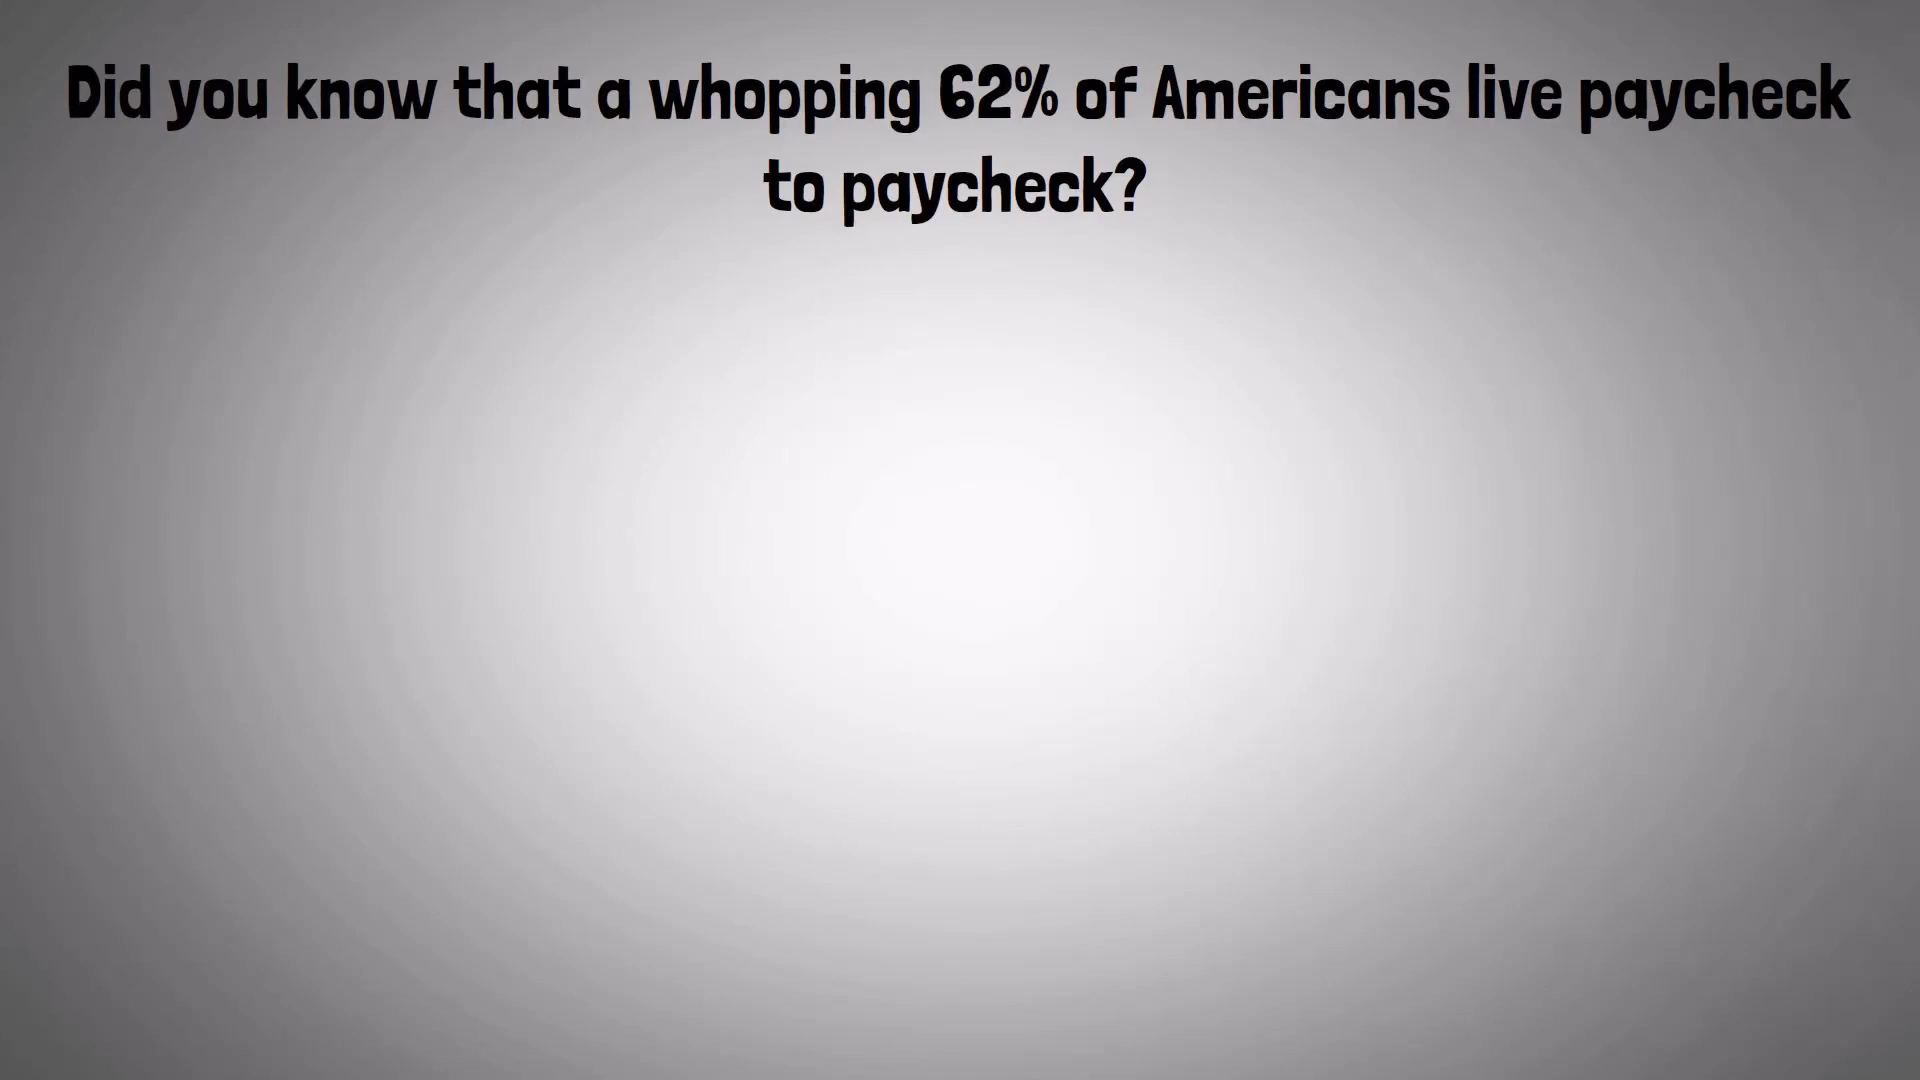 Did you know that a whopping 62% of Americans live paycheck
to paycheck?